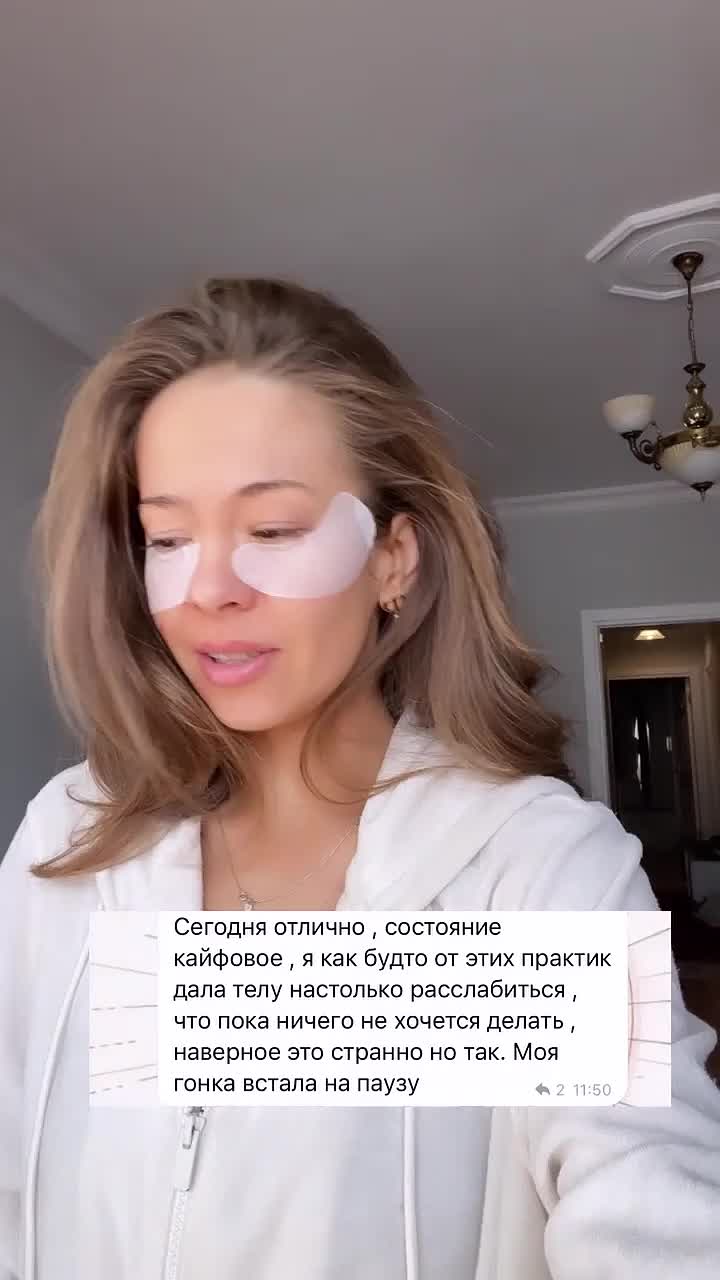 Сегодня отлично , состояние
кайфовое , я как будто от этих практик
дала телу настолько расслабиться ,
что пока ничего не хочется делать ,
наверное это странно но так. Моя
гонка встала на паузу
2 11:50